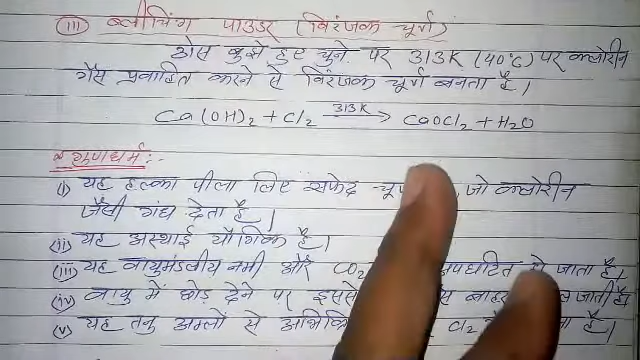 (iii) ब्लीचिंग पाउडर (विरंजक चूर्ण)
ठोस बुझे हुए चूने पर 313K (40°C) पर क्लोरीन
गैस प्रवाहित करने से विरंजक चूर्ण बनता है।
Ca(OH)2 + Cl2 313K → CaOCl2 + H2O
गुणधर्म:-
(i) यह हल्का पीला लिए सफेद जो क्लोरीन
जैसी गंध देता है।
(ii) यह अस्थाई यौगिक है।
(iii) यह वायुमंडलीय नमी और CO2 हो जाता है।
(iv) वायु में छोड़ देने पर इससे जाती है।
(v) यह तनु अम्लों से Cl2 है।